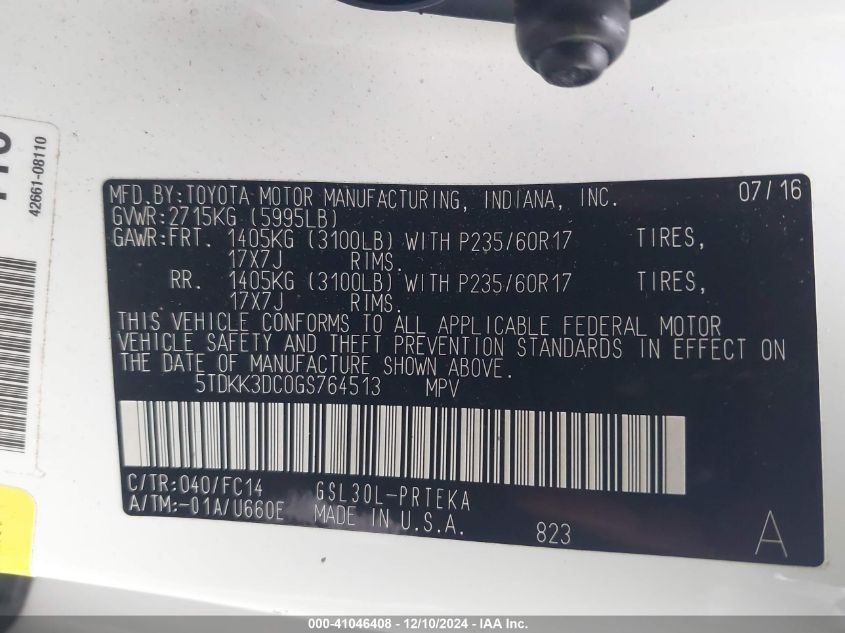 42661-08110
MFD.BY:TOYOTA MOTOR MANUFACTURING, INDIANA, INC. 07/16
GVWR:2715KG (5995LB)
GAWR:FRT. 1405KG (3100LB) WITH P235/60R17 TIRES,
17X7J RIMS.
RR. 1405KG (3100LB) WITH P235/60R17 TIRES,
17X7J RIMS.
THIS VEHICLE CONFORMS TO ALL APPLICABLE FEDERAL MOTOR
VEHICLE SAFETY AND THEFT PREVENTION STANDARDS IN EFFECT ON
THE DATE OF MANUFACTURE SHOWN ABOVE.
5TDKK3DC0GS764513 MPV
C/TR:040/FC14 GSL30L-PRTEKA
A/TM:-01A/U660E MADE IN U.S.A. 823 A
000-41046408 - 12/10/2024 - IAA Inc.